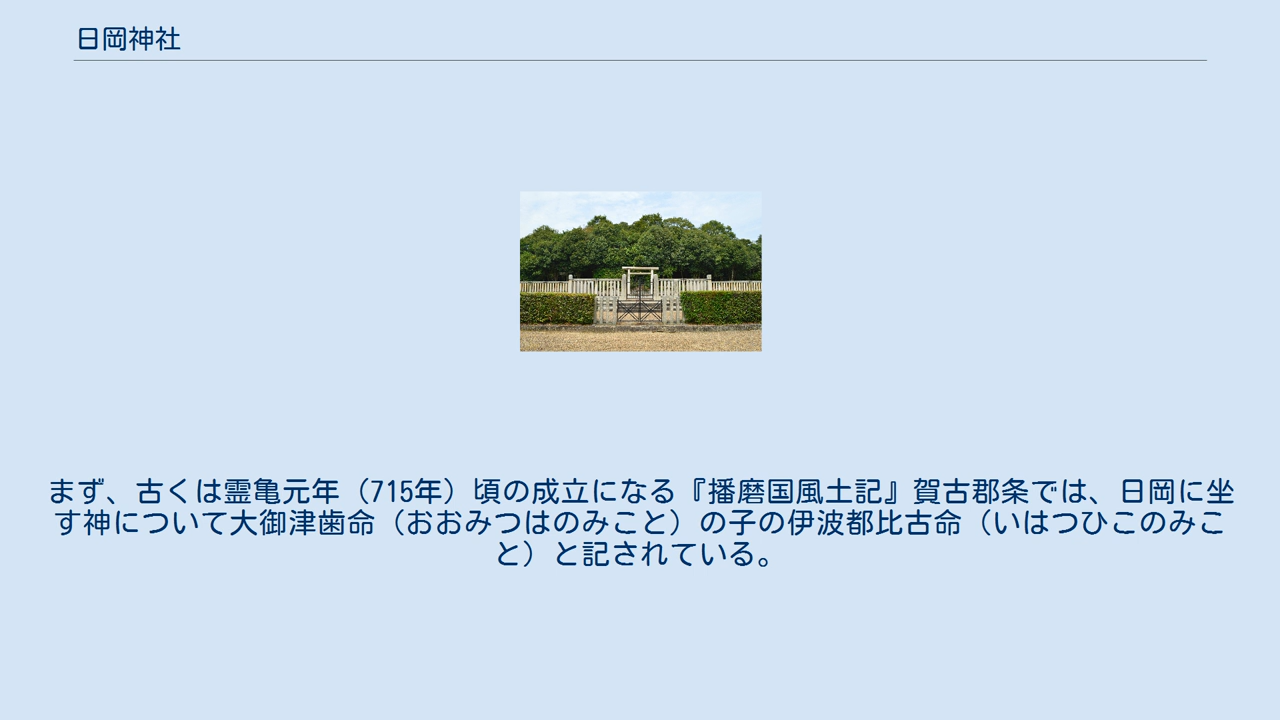 日岡神社
まず、古くは霊亀元年（715年）頃の成立になる『播磨国風土記』賀古郡条では、日岡に坐
す神について大御津歯命（おおみつはのみこと）の子の伊波都比古命（いはつひこのみこ
と）と記されている。